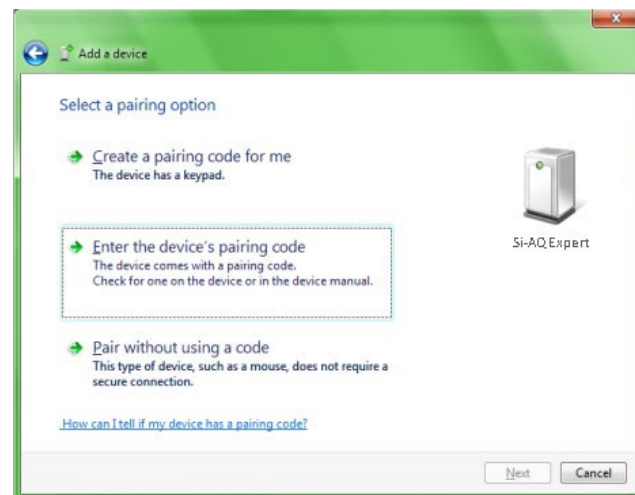 Add a device
Select a pairing option
Create a pairing code for me
The device has a keypad.
Enter the device's pairing code
The device comes with a pairing code.
Check for one on the device or in the device manual.
Si-AQ Expert
Pair without using a code
This type of device, such as a mouse, does not require a
secure connection.
How can I tell if my device has a pairing code?
Next
Cancel